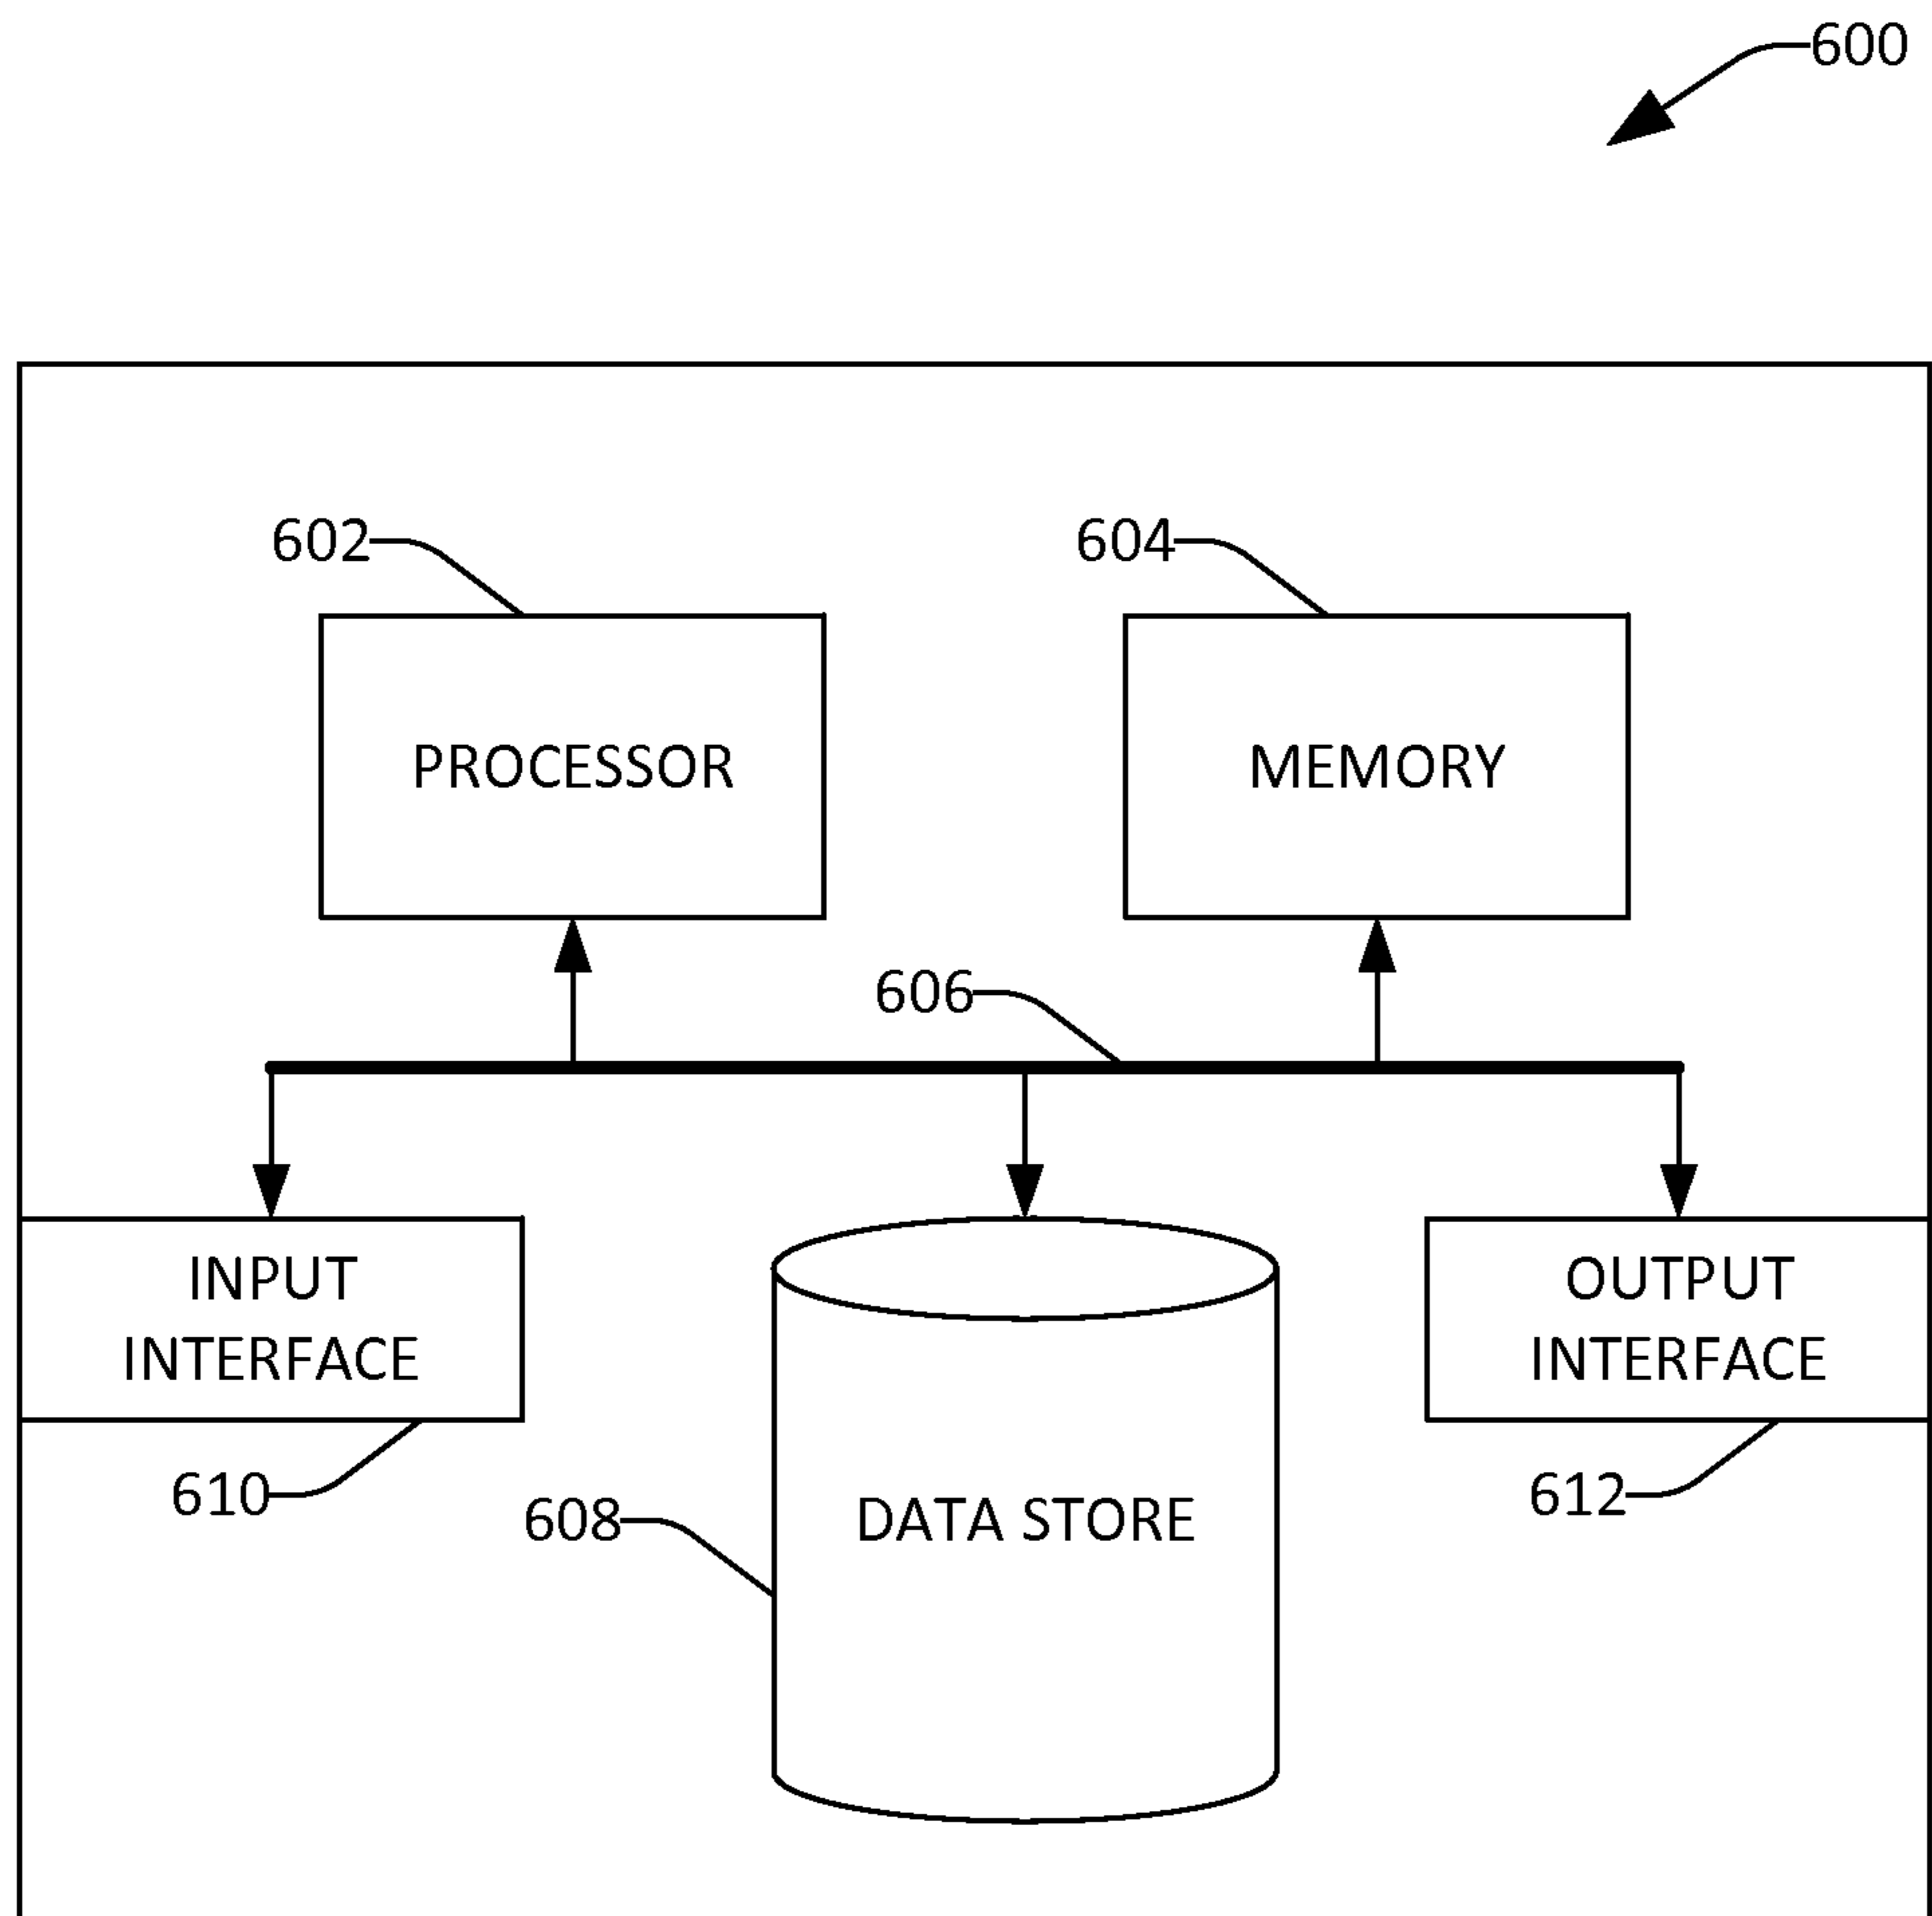 600
602
604
PROCESSOR
MEMORY
606
INPUT
INTERFACE
OUTPUT
INTERFACE
610
608
DATA STORE
612